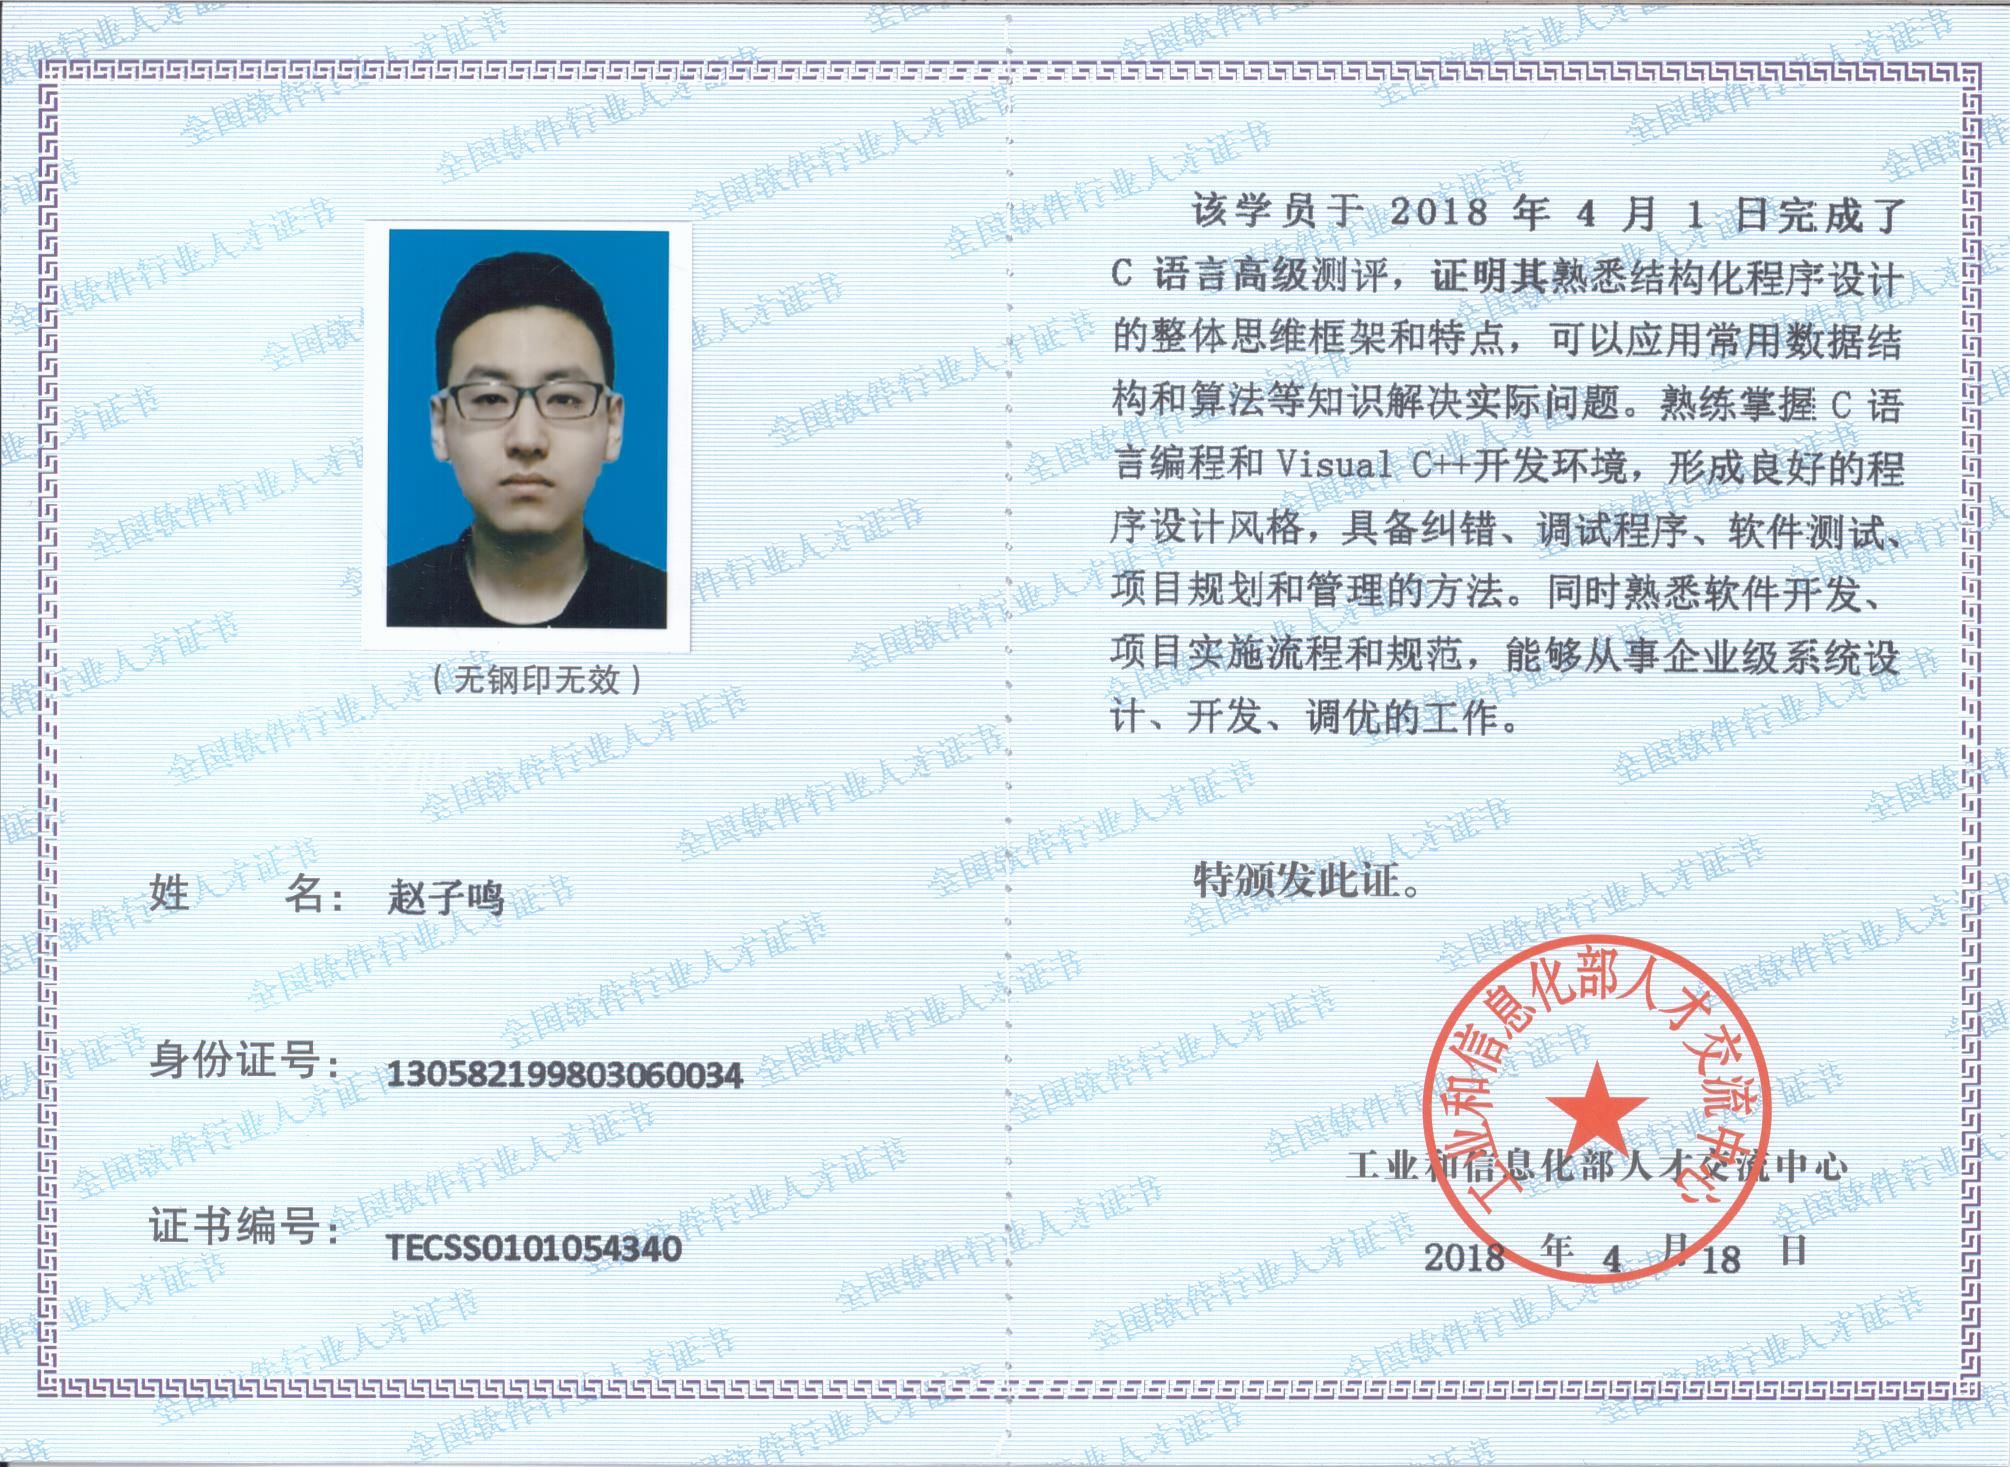 (无钢印无效)
姓 名： 赵子鸣
身份证号： 130582199803060034
证书编号： TECSS0101054340
该学员于 2018 年 4 月 1 日完成了
C 语言高级测评，证明其熟悉结构化程序设计
的整体思维框架和特点，可以应用常用数据结
构和算法等知识解决实际问题。熟练掌握 C 语
言编程和 Visual C++开发环境，形成良好的程
序设计风格，具备纠错、调试程序、软件测试、
项目规划和管理的方法。同时熟悉软件开发、
项目实施流程和规范，能够从事企业级系统设
计、开发、调优的工作。
特颁发此证。
工业和信息化部人才交流中心
工业和信息化部人才交流中心
2018 年 4 月 18 日
全国软件行业人才证书